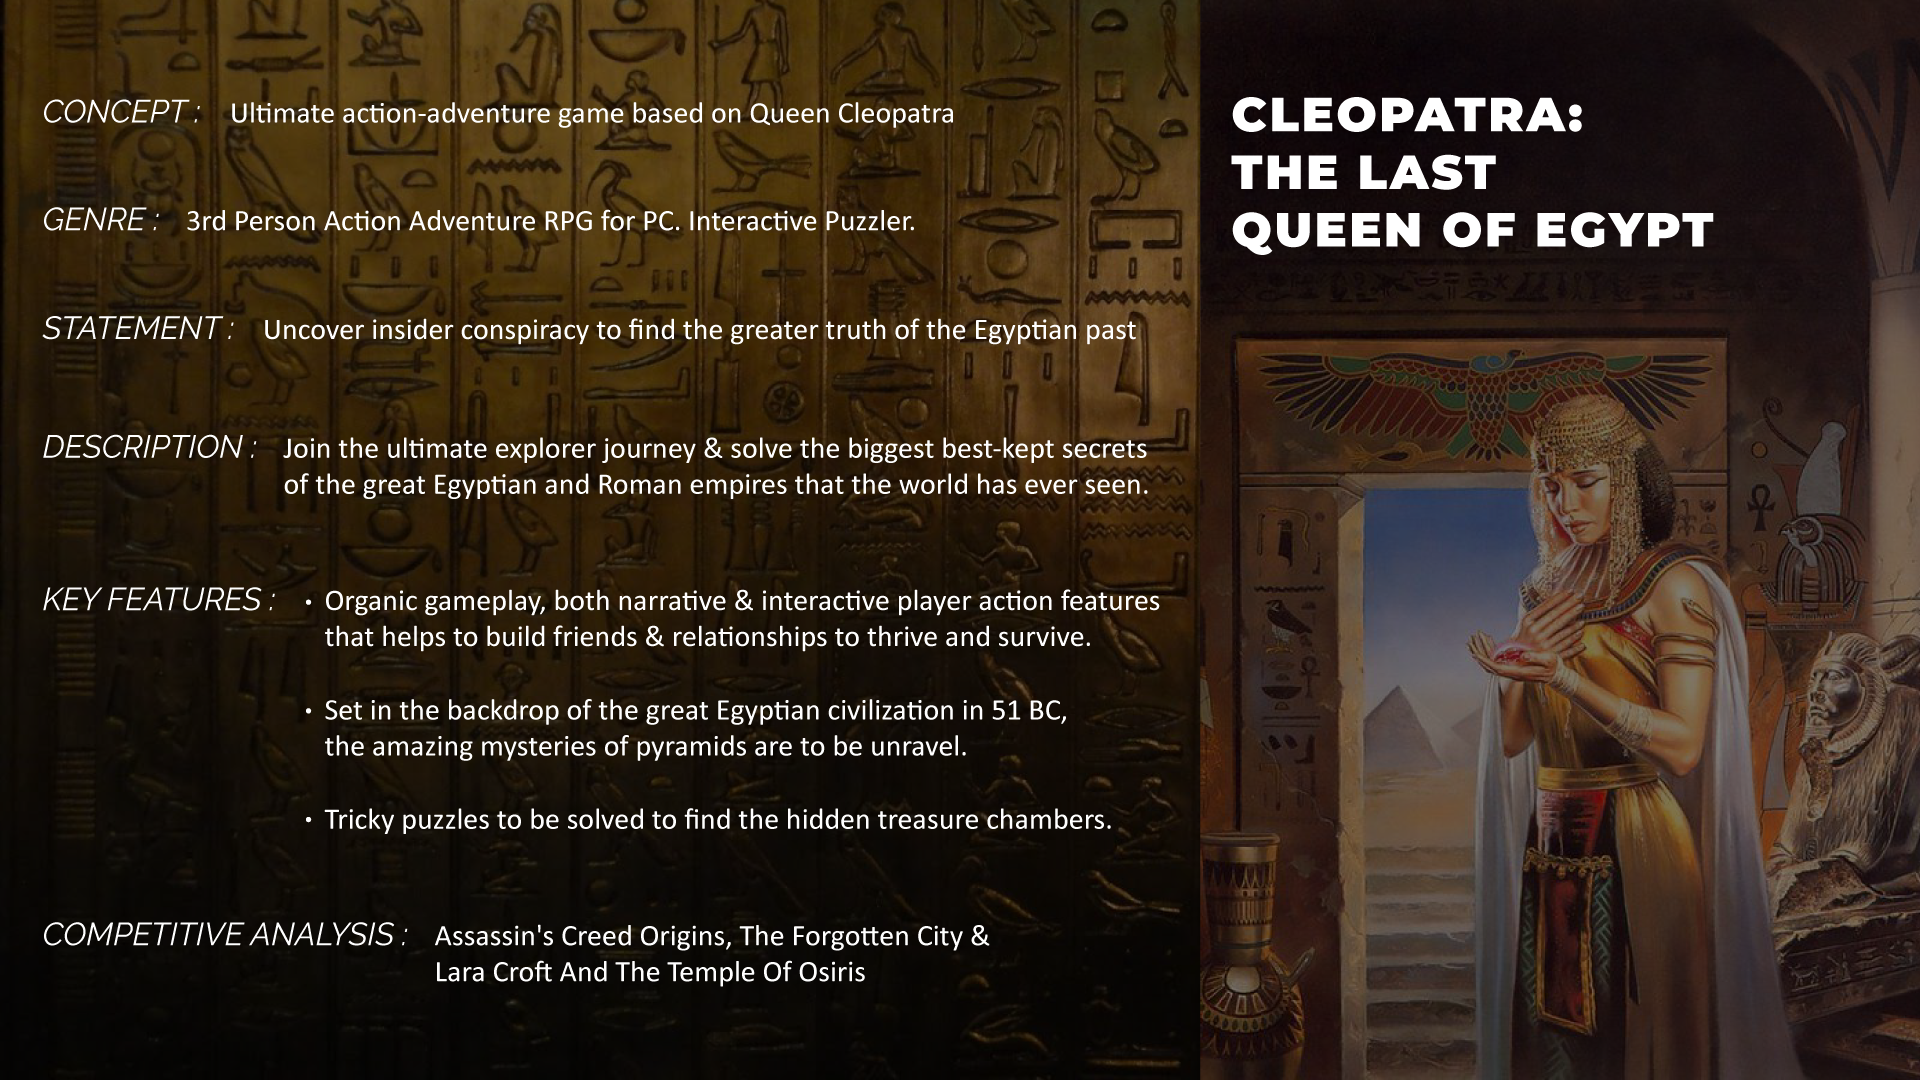 CONCEPT : Ultimate action-adventure game based on Queen Cleopatra
GENRE : 3rd Person Action Adventure RPG for PC. Interactive Puzzler.
STATEMENT : Uncover insider conspiracy to find the greater truth of the Egyptian past
DESCRIPTION : Join the ultimate explorer journey & solve the biggest best-kept secrets
of the great Egyptian and Roman empires that the world has ever seen.
KEY FEATURES : • Organic gameplay, both narrative & interactive player action features
that helps to build friends & relationships to thrive and survive.
• Set in the backdrop of the great Egyptian civilization in 51 BC,
the amazing mysteries of pyramids are to be unravel.
• Tricky puzzles to be solved to find the hidden treasure chambers.
COMPETITIVE ANALYSIS : Assassin's Creed Origins, The Forgotten City &
Lara Croft And The Temple Of Osiris
CLEOPATRA:
THE LAST
QUEEN OF EGYPT